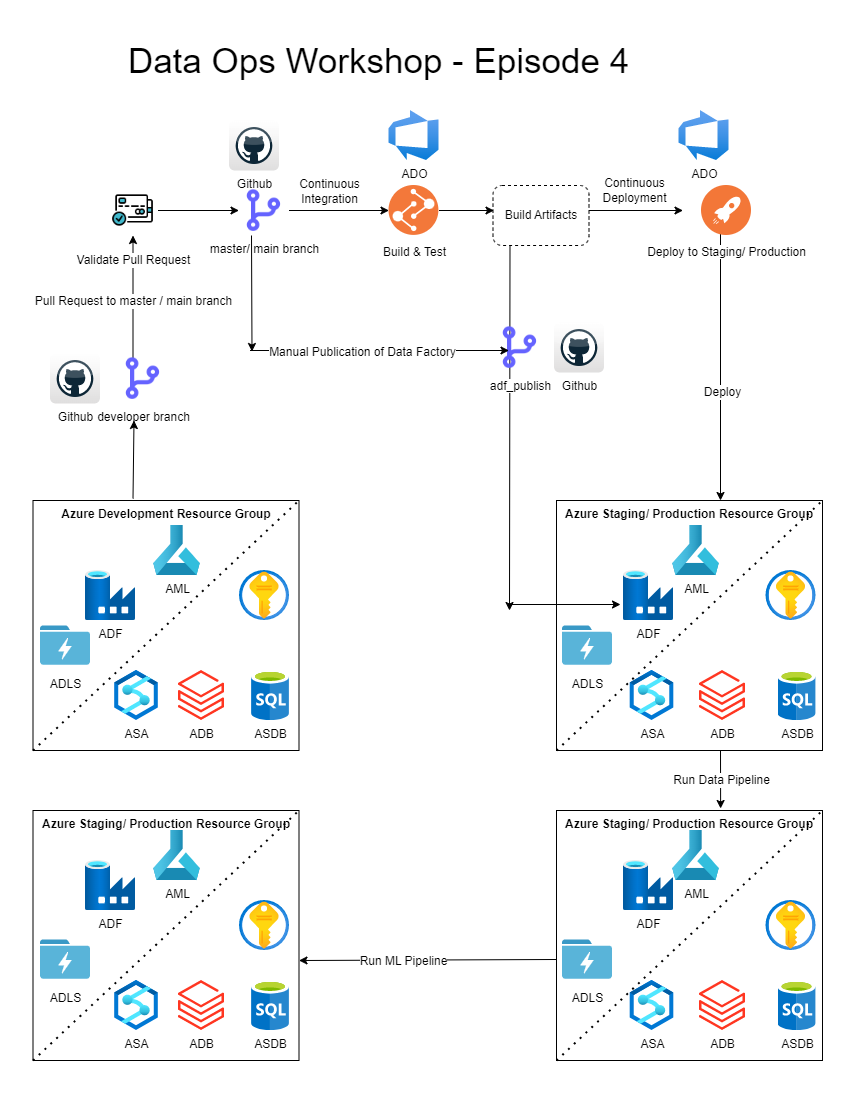 Data Ops Workshop - Episode 4
ADO
ADO
Github
Continuous
Integration
Continuous
Deployment
Build Artifacts
master/ main branch
Build & Test
Deploy to Staging/ Production
Validate Pull Request
Pull Request to master / main branch
Manual Publication of Data Factory
adf_publish
Github
Deploy
Github developer branch
Azure Development Resource Group
AML
ADF
ADLS
ASA
ADB
SQL
ASDB
Azure Staging/ Production Resource Group
AML
ADF
ADLS
ASA
ADB
SQL
ASDB
Run Data Pipeline
Azure Staging/ Production Resource Group
AML
ADF
ADLS
ASA
ADB
SQL
ASDB
Run ML Pipeline
Azure Staging/ Production Resource Group
AML
ADF
ADLS
ASA
ADB
SQL
ASDB